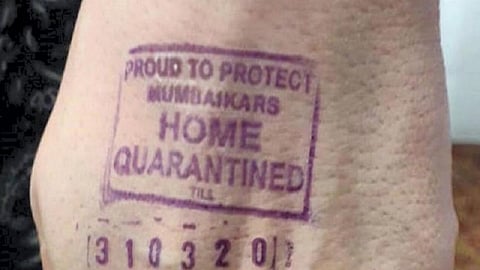 PROUD TO PROTECT
MUMBAIKARS
HOME
QUARANTINED
TILL
310320